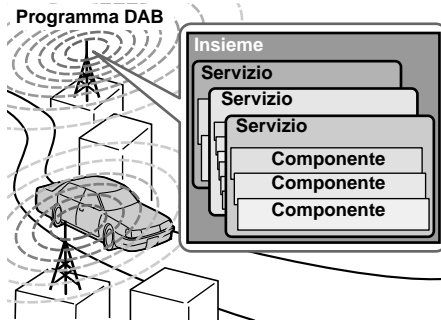 Programma DAB
Insieme
Servizio
Servizio
Servizio
Componente
Componente
Componente